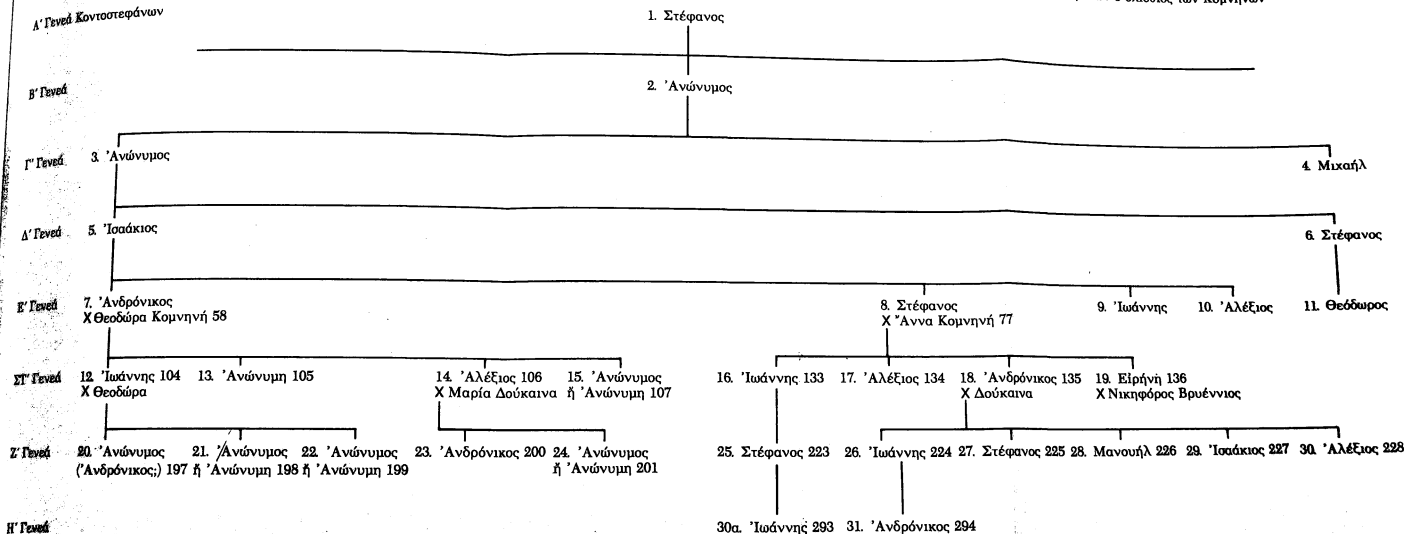 Α' Γενεά Κοντοστεφάνων
των Κομνηνών
1. Στέφανος
Β' Γενεά
2. Ἀνώνυμος
Γ' Γενεά
3. Ἀνώνυμος
4. Μιχαήλ
Δ' Γενεά
5. Ἰσαάκιος
6. Στέφανος
Ε' Γενεά
7. Ἀνδρόνικος
Χ Θεοδώρα Κομνηνή 58
8. Στέφανος
Χ Ἄννα Κομνηνή 77
9. Ἰωάννης
10. Ἀλέξιος
11. Θεόδωρος
ΣΤ' Γενεά
12. Ἰωάννης 104
Χ Θεοδώρα
13. Ἀνώνυμη 105
14. Ἀλέξιος 106
Χ Μαρία Δούκαινα
15. Ἀνώνυμος
ἤ Ἀνώνυμη 107
16. Ἰωάννης 133
17. Ἀλέξιος 134
18. Ἀνδρόνικος 135
Χ Δούκαινα
19. Εἰρήνη 136
Χ Νικηφόρος Βρυέννιος
Ζ' Γενεά
20. Ἀνώνυμος
(Ἀνδρόνικος;) 197
21. Ἀνώνυμος
ἤ Ἀνώνυμη 198
22. Ἀνώνυμος
ἤ Ἀνώνυμη 199
23. Ἀνδρόνικος 200
24. Ἀνώνυμος
ἤ Ἀνώνυμη 201
25. Στέφανος 223
26. Ἰωάννης 224
27. Στέφανος 225
28. Μανουήλ 226
29. Ἰσαάκιος 227
30. Ἀλέξιος 228
Η' Γενεά
30α. Ἰωάννης 293
31. Ἀνδρόνικος 294